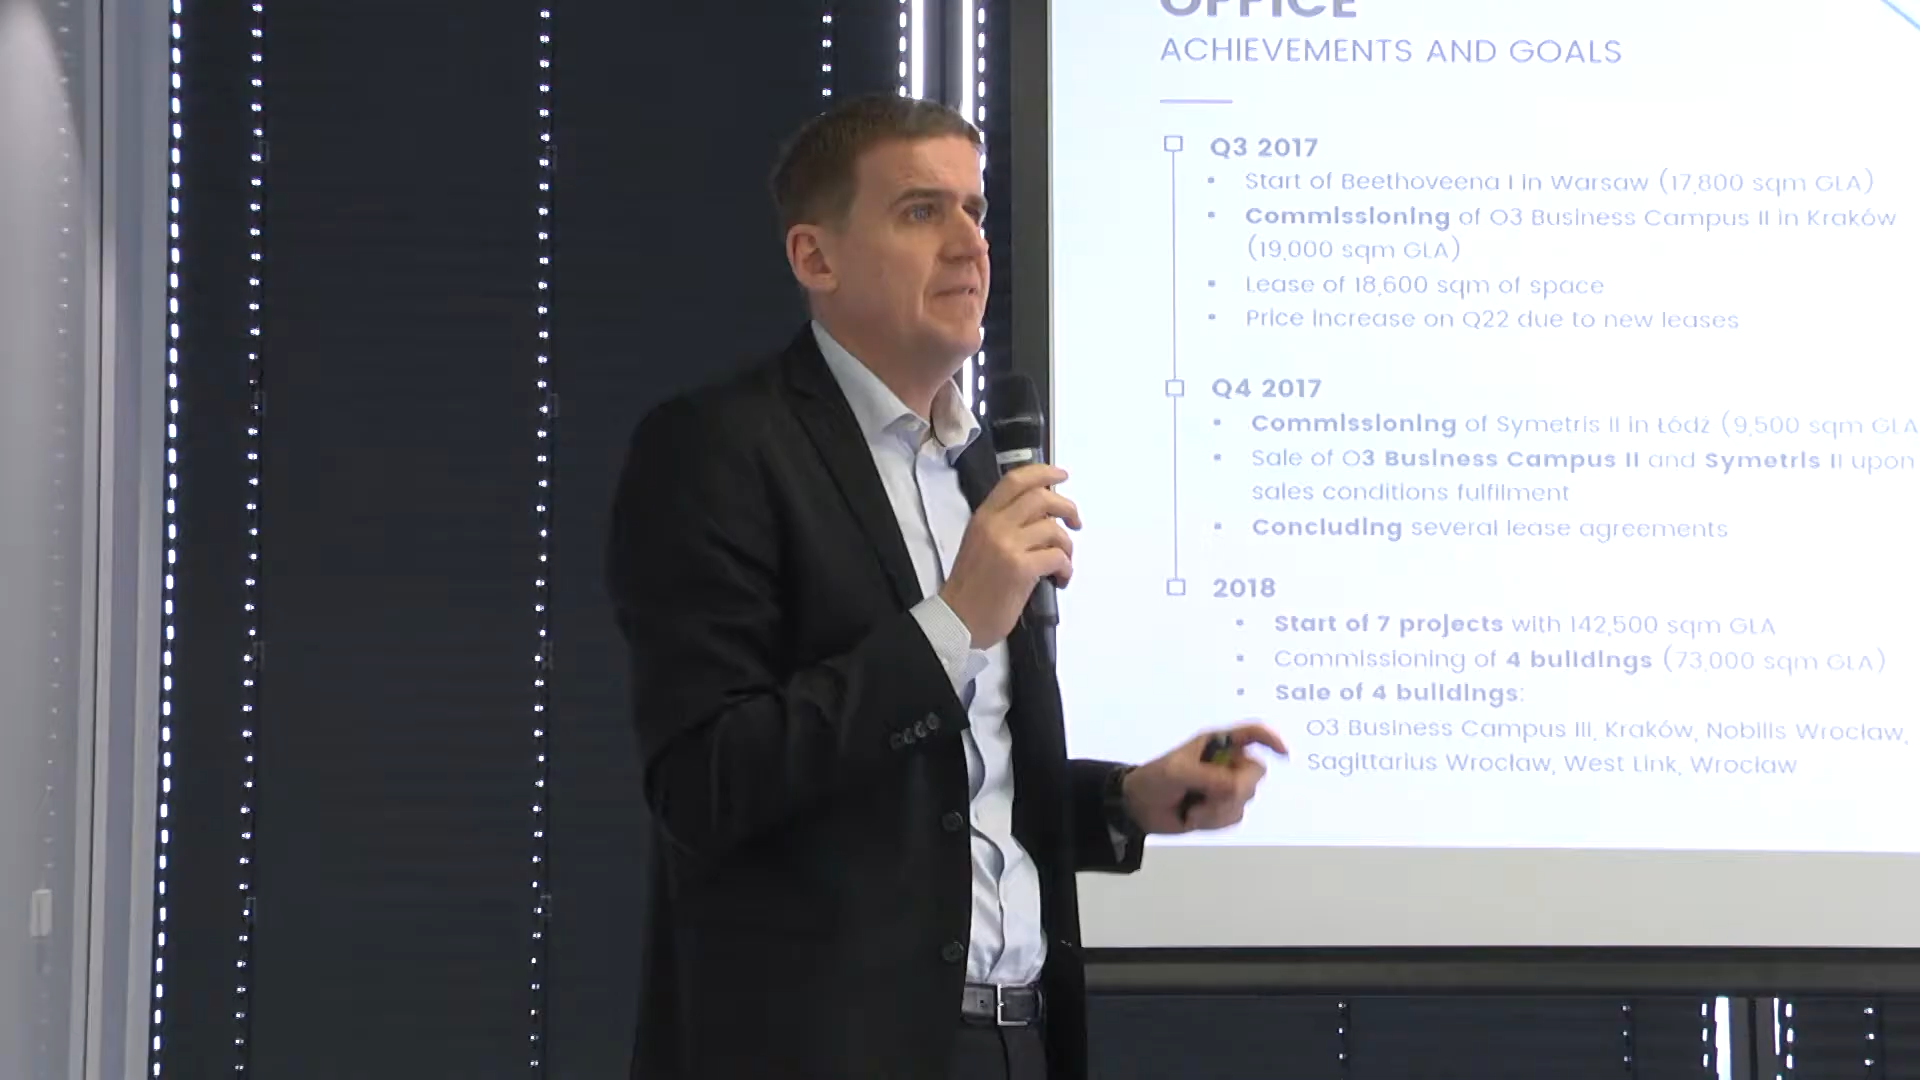 OFFICE
ACHIEVEMENTS AND GOALS
Q3 2017
• Start of Beethoveena I in Warsaw (17,800 sqm GLA)
• Commissioning of O3 Business Campus II in Kraków
(19,000 sqm GLA)
• Lease of 18,600 sqm of space
• Price increase on Q22 due to new leases
Q4 2017
• Commissioning of Symetris II in Łódź (9,500 sqm GLA
• Sale of O3 Business Campus II and Symetris II upon
sales conditions fulfilment
• Concluding several lease agreements
2018
• Start of 7 projects with 142,500 sqm GLA
• Commissioning of 4 buildings (73,000 sqm GLA)
• Sale of 4 buildings:
O3 Business Campus III, Kraków, Nobilis Wrocław,
Sagittarius Wrocław, West Link, Wrocław